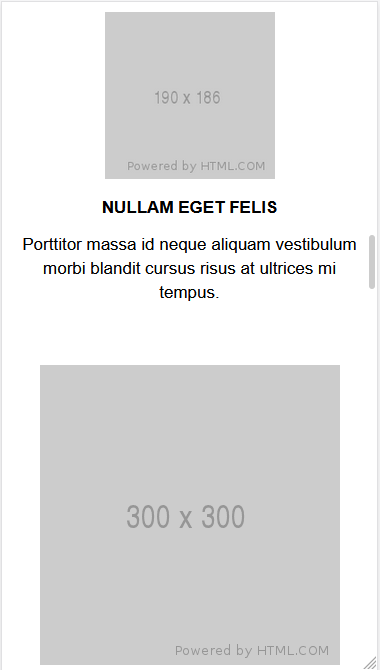 190 x 186
Powered by HTML.COM
NULLAM EGET FELIS
Porttitor massa id neque aliquam vestibulum
morbi blandit cursus risus at ultrices mi
tempus.
300 x 300
Powered by HTML.COM